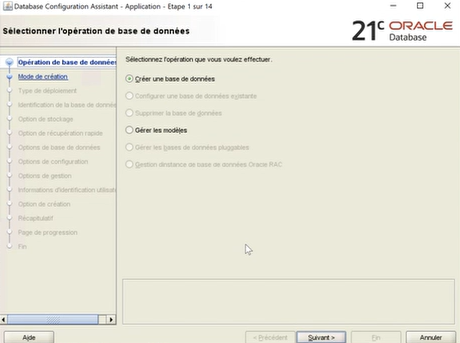 Database Configuration Assistant - Application - Etape 1 sur 14
Sélectionner l'opération de base de données
21c ORACLE
Database
Opération de base de données
Mode de création
Type de déploiement
Identification de la base de donnée
Option de stockage
Option de récupération rapide
Options de base de données
Options de configuration
Options de gestion
Informations d'identification utilisate
Option de création
Récapitulatif
Page de progression
Fin
Sélectionnez l'opération que vous voulez effectuer.
Créer une base de données
Configurer une base de données existante
Supprimer la base de données
Gérer les modèles
Gérer les bases de données pluggables
Gestion d'instance de base de données Oracle RAC
Aide
< Précédent
Suivant >
Fin
Annuler